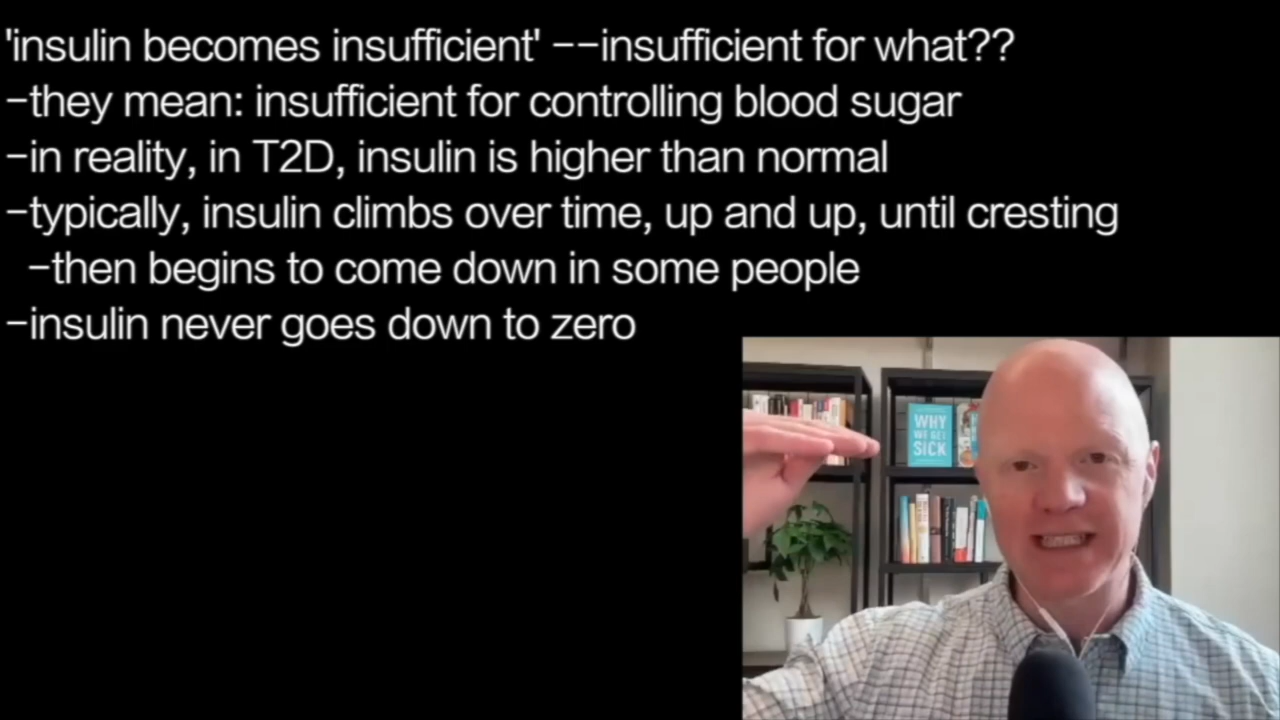 'insulin becomes insufficient' --insufficient for what??
-they mean: insufficient for controlling blood sugar
-in reality, in T2D, insulin is higher than normal
-typically, insulin climbs over time, up and up, until cresting
-then begins to come down in some people
-insulin never goes down to zero
WHY
WE GET
SICK